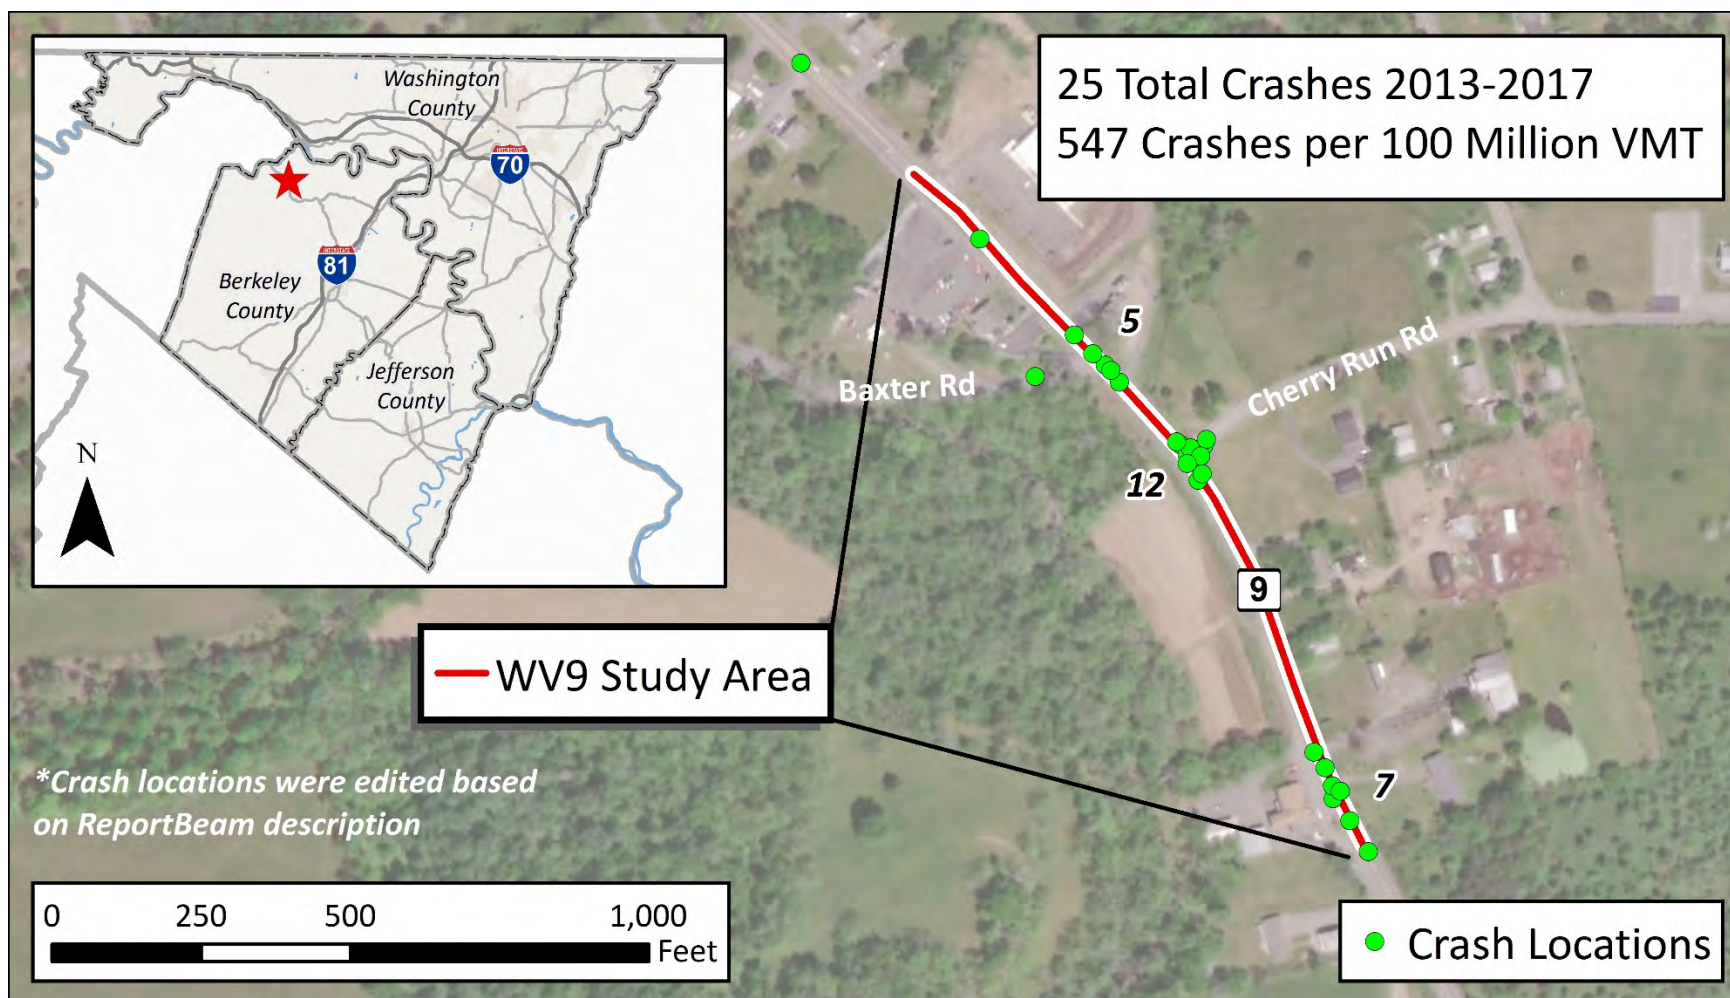 Washington
County
INTERSTATE
70
INTERSTATE
81
Berkeley
County
Jefferson
County
N
25 Total Crashes 2013-2017
547 Crashes per 100 Million VMT
5
Baxter Rd
Cherry Run Rd
12
9
WV9 Study Area
7
*Crash locations were edited based
on ReportBeam description
0 250 500 1,000
Feet
Crash Locations